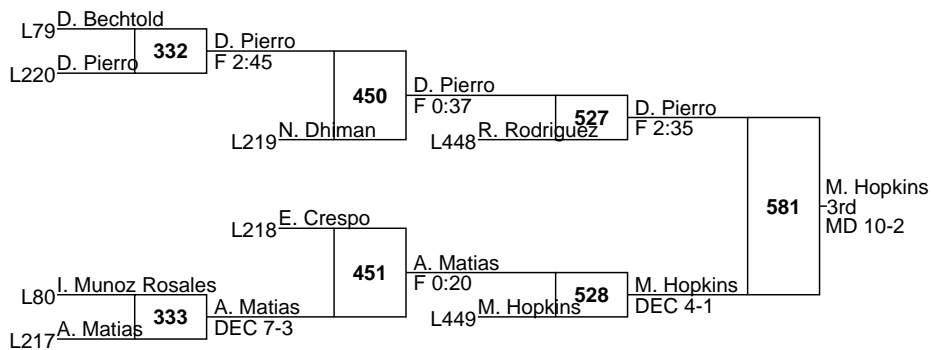 L79 D. Bechtold
332
L220 D. Pierro
D. Pierro
F 2:45
450
L219 N. Dhiman
D. Pierro
F 0:37
527
L448 R. Rodriguez
D. Pierro
F 2:35
581
M. Hopkins
3rd
MD 10-2
L218 E. Crespo
451
L80 I. Munoz Rosales
333
L217 A. Matias
A. Matias
DEC 7-3
A. Matias
F 0:20
528
L449 M. Hopkins
M. Hopkins
DEC 4-1